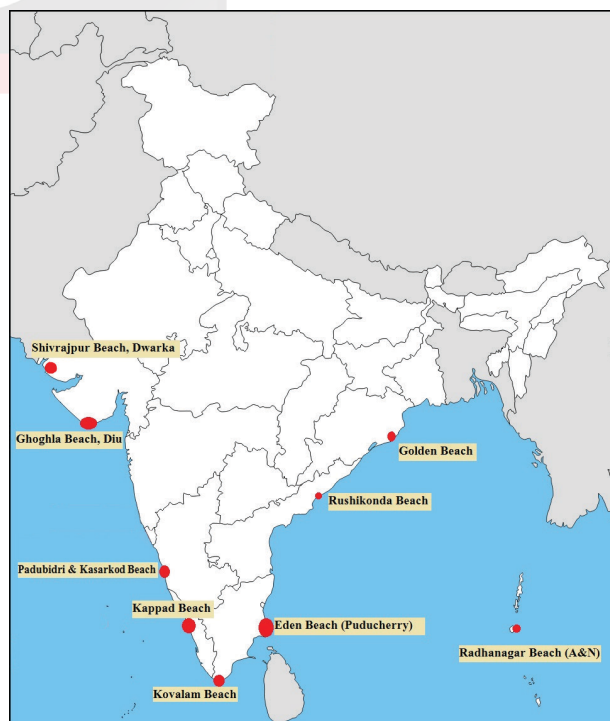 Shivrajpur Beach, Dwarka
Ghoghla Beach, Diu
Golden Beach
Rushikonda Beach
Padubidri & Kasarkod Beach
Kappad Beach
Eden Beach (Puducherry)
Radhanagar Beach (A&N)
Kovalam Beach